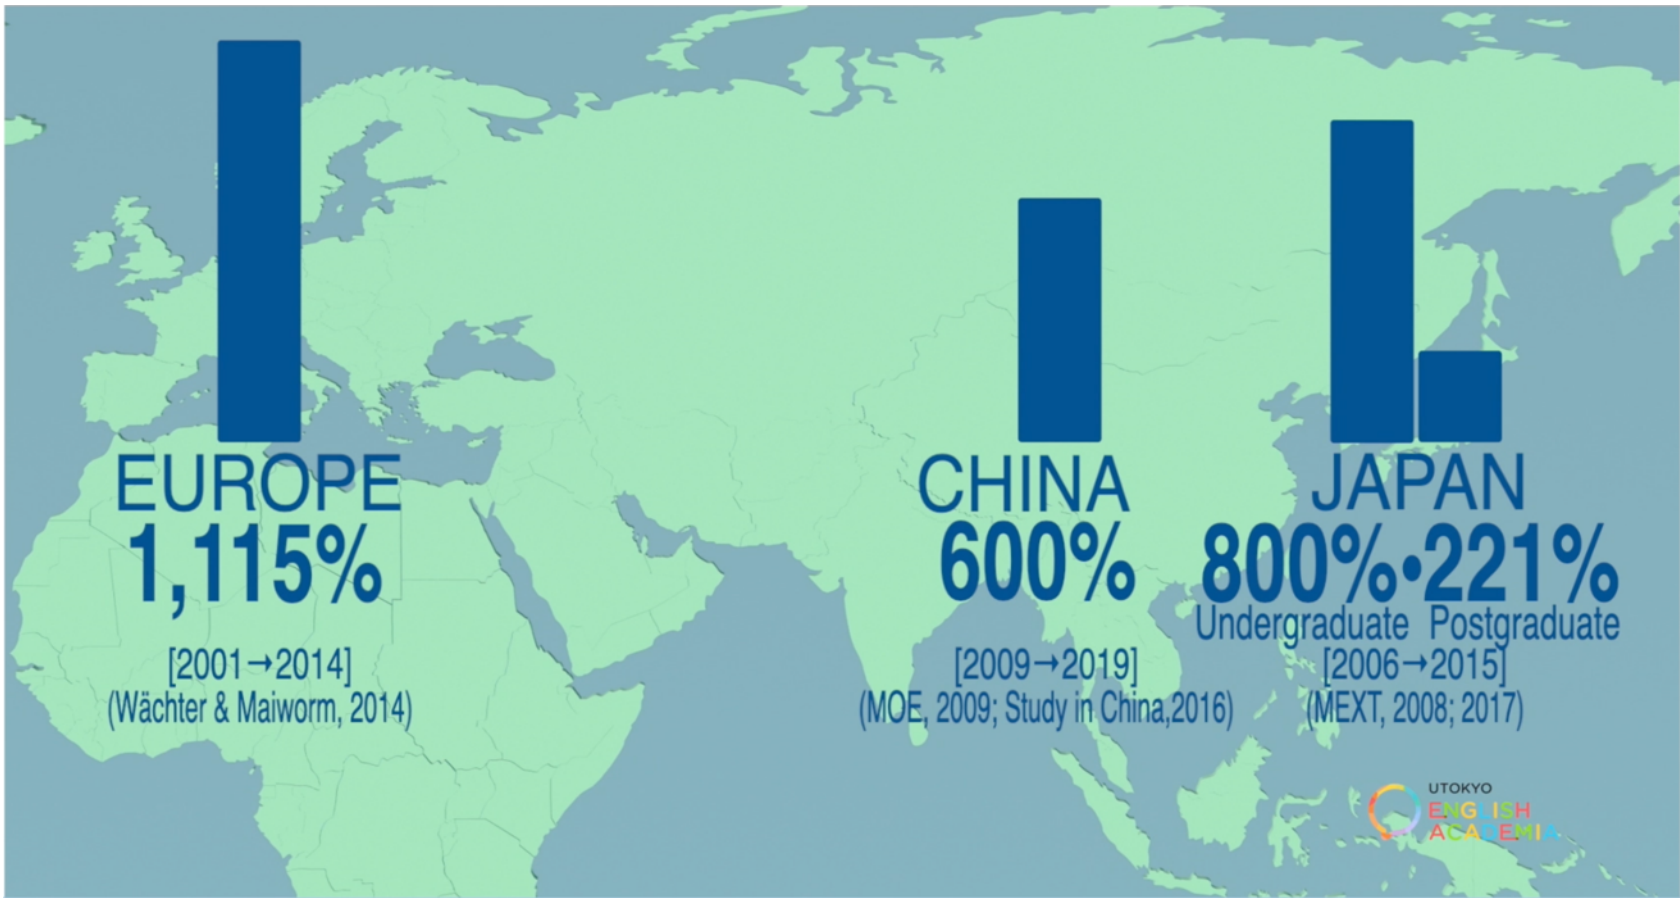 EUROPE
1,115%
[2001→2014]
(Wächter & Maiworm, 2014)
CHINA
600%
[2009→2019]
(MOE, 2009; Study in China,2016)
JAPAN
800%•221%
Undergraduate Postgraduate
[2006→2015]
(MEXT, 2008; 2017)
UTOKYO
ENGLISH
ACADEMIA